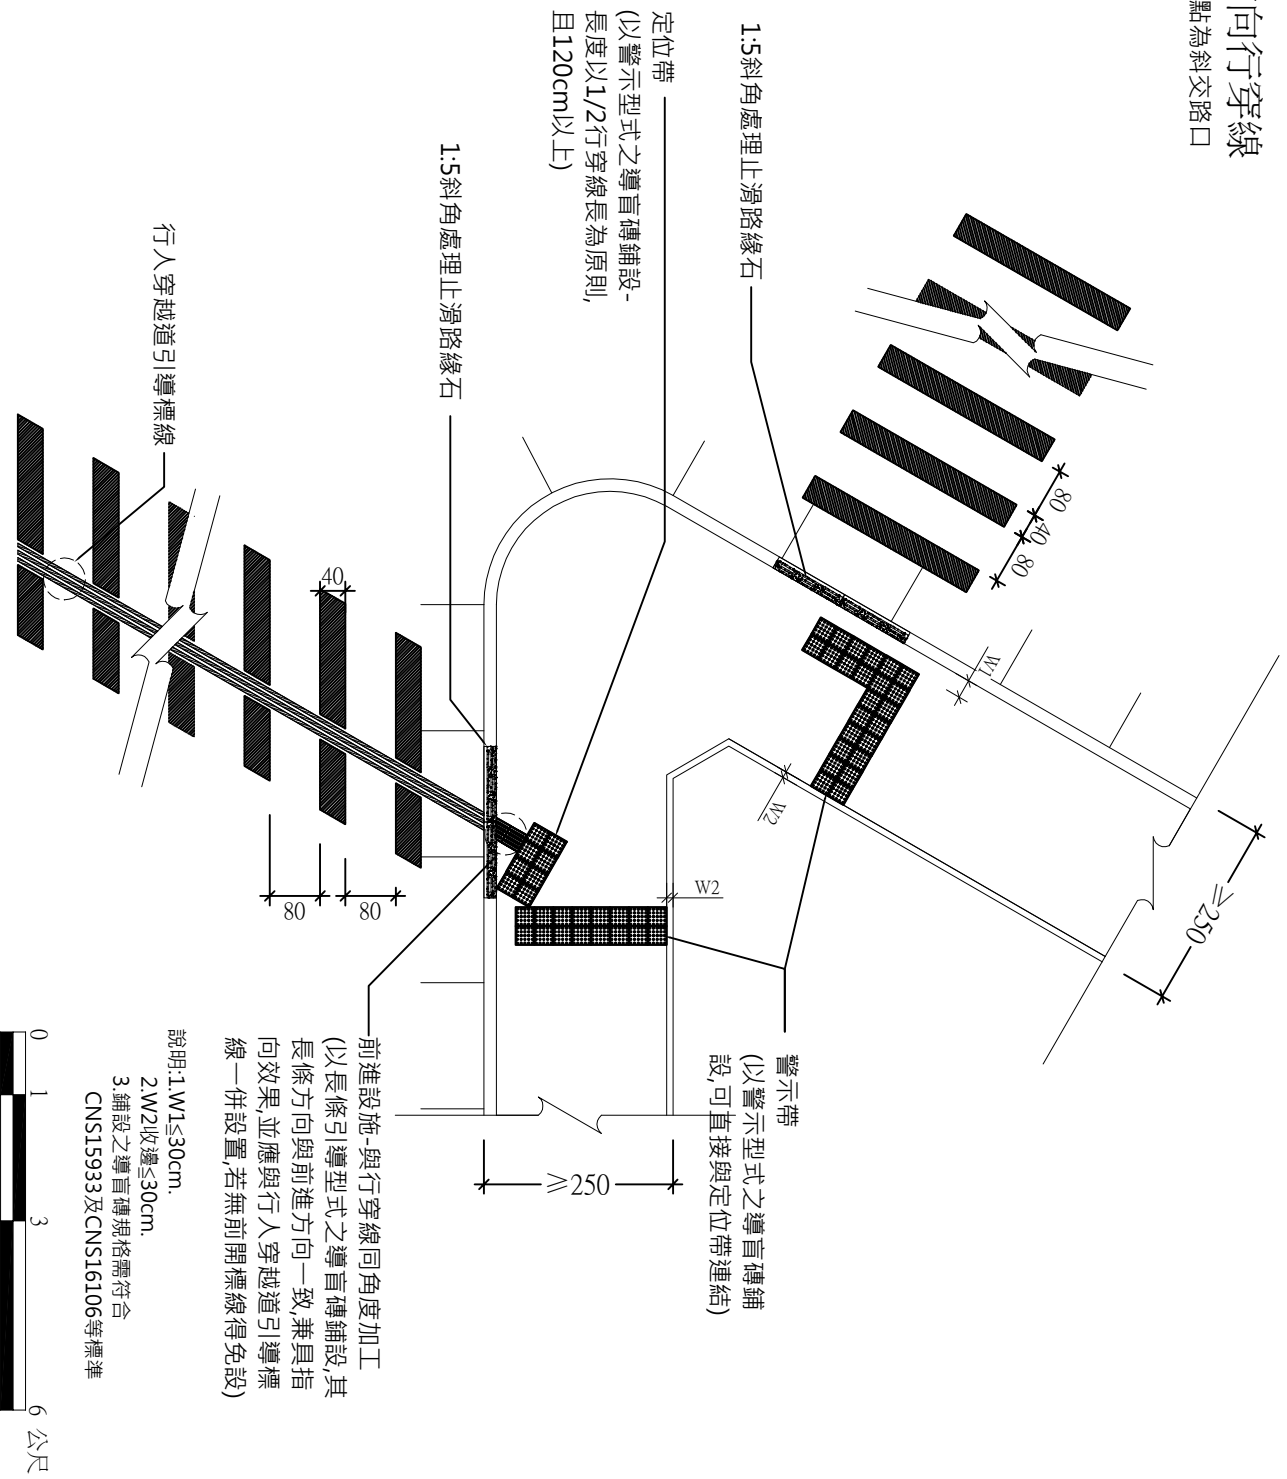 向行穿線
點為斜交路口
1:5斜角處理止滑路緣石
定位帶
(以警示型式之導盲磚鋪設-
長度以1/2行穿線長為原則,
且120cm以上)
1:5斜角處理止滑路緣石
行人穿越道引導標線
80
40
80
W1
W2
≥250
40
80
80
W2
≥250
警示帶
(以警示型式之導盲磚鋪
設,可直接與定位帶連結)
前進設施-與行穿線同角度加工
(以長條引導型式之導盲磚鋪設,其
長條方向與前進方向一致,兼具指
向效果,並應與行人穿越道引導標
線一併設置,若無前開標線得免設)
說明:1.W1≤30cm.
2.W2收邊≤30cm.
3.鋪設之導盲磚規格需符合
CNS15933及CNS16106等標準
0 1 3 6 公尺